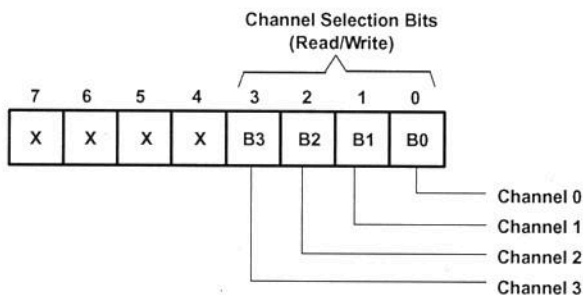 Channel Selection Bits
(Read/Write)
7 6 5 4 3 2 1 0
X X X X B3 B2 B1 B0
Channel 0
Channel 1
Channel 2
Channel 3